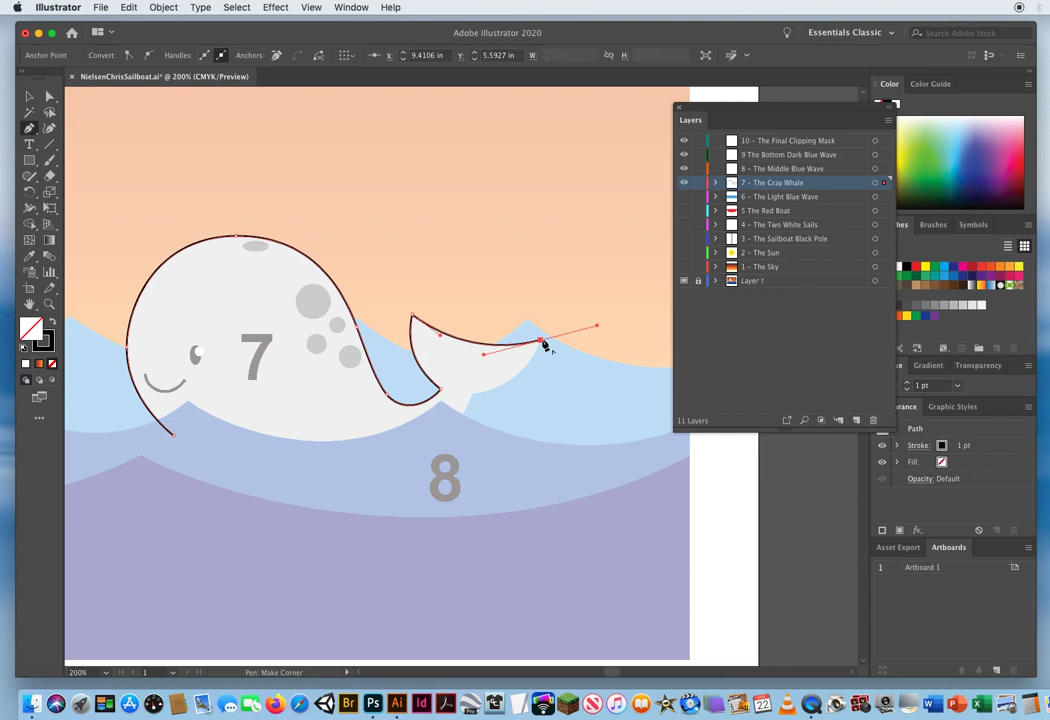 Illustrator File Edit Object Type Select Effect View Window Help
Adobe Illustrator 2020
Essentials Classic
Search Adobe Stock
Anchor Point Convert: Handles: Anchors: X: 9.4106 in Y: 5.5927 in W: H:
× NielsenChrisSailboat.ai* @ 200% (CMYK/Preview)
Color Color Guide
Layers
10 - The Final Clipping Mask
9 The Bottom Dark Blue Wave
8 - The Middle Blue Wave
7 - The Gray Whale
6 - The Light Blue Wave
5 The Red Boat
4 - The Two White Sails
3 - The Sailboat Black Pole
2 - The Sun
1 - The Sky
Layer 1
11 Layers
Brushes Symbols
Gradient Transparency
1 pt
Graphic Styles
Path
Stroke: 1 pt
Fill:
Opacity: Default
Asset Export Artboards
1 Artboard 1
7
8
200% 1 Pen: Make Corner
22